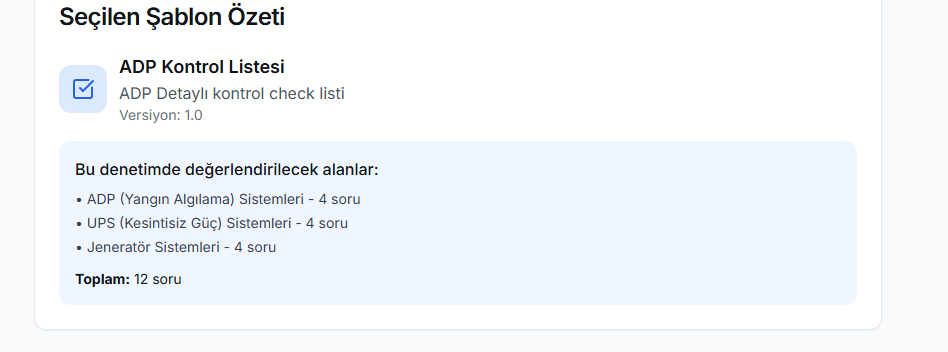 Seçilen Şablon Özeti
ADP Kontrol Listesi
ADP Detaylı kontrol check listi
Versiyon: 1.0
Bu denetimde değerlendirilecek alanlar:
• ADP (Yangın Algılama) Sistemleri - 4 soru
• UPS (Kesintisiz Güç) Sistemleri - 4 soru
• Jeneratör Sistemleri - 4 soru
Toplam: 12 soru